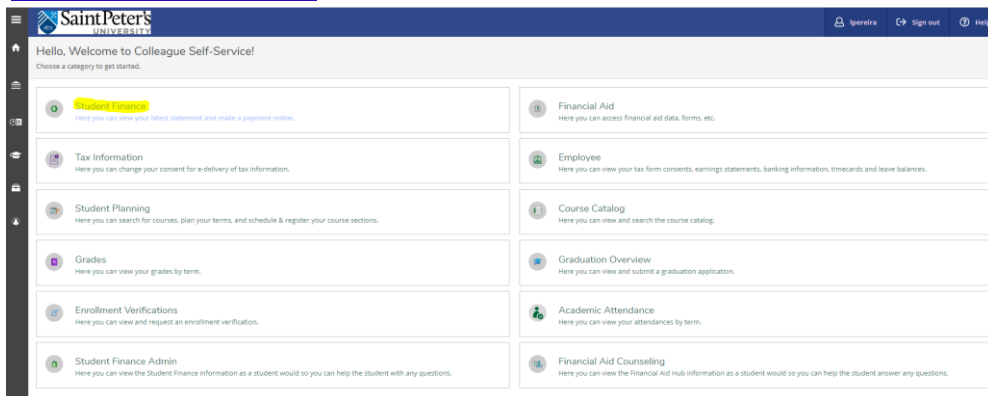 Saint Peter's
UNIVERSITY
lpereira
Sign out
Help
Hello, Welcome to Colleague Self-Service!
Choose a category to get started.
Student Finance
Here you can view your latest statement and make a payment online.
Financial Aid
Here you can access financial aid data, forms, etc.
Tax Information
Here you can change your consent for e-delivery of tax information.
Employee
Here you can view your tax form consents, earnings statements, banking information, timecards and leave balances.
Student Planning
Here you can search for courses, plan your terms, and schedule & register your course sections.
Course Catalog
Here you can view and search the course catalog.
Grades
Here you can view your grades by term.
Graduation Overview
Here you can view and submit a graduation application.
Enrollment Verifications
Here you can view and request an enrollment verification.
Academic Attendance
Here you can view your attendances by term.
Student Finance Admin
Here you can view the Student Finance information as a student would so you can help the student with any questions.
Financial Aid Counseling
Here you can view the Financial Aid Hub information as a student would so you can help the student answer any questions.